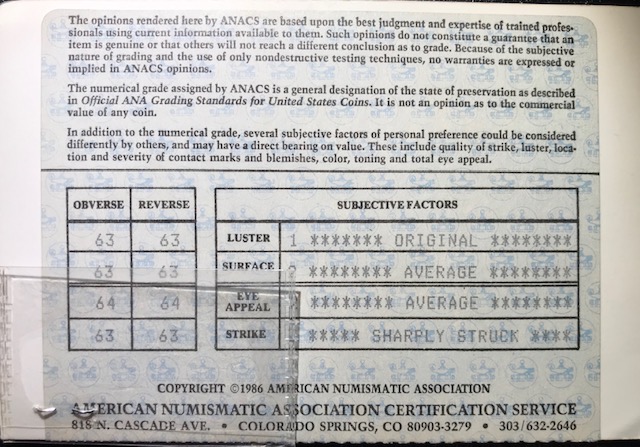 The opinions rendered here by ANACS are based upon the best judgment and expertise of trained profes-
sionals using current information available to them. Such opinions do not constitute a guarantee that an
item is genuine or that others will not reach a different conclusion as to grade. Because of the subjective
nature of grading and the use of only nondestructive testing techniques, no warranties are expressed or
implied in ANACS opinions.
The numerical grade assigned by ANACS is a general designation of the state of preservation as described
in Official ANA Grading Standards for United States Coins. It is not an opinion as to the commercial
value of any coin.
In addition to the numerical grade, several subjective factors of personal preference could be considered
differently by others, and may have a direct bearing on value. These include quality of strike, luster, loca-
tion and severity of contact marks and blemishes, color, toning and total eye appeal.
OBVERSE REVERSE SUBJECTIVE FACTORS
63 63 LUSTER 1 ******* ORIGINAL ********
63 63 SURFACE 2 ******** AVERAGE ********
64 64 EYE APPEAL ******** AVERAGE ********
63 63 STRIKE ***** SHARPLY STRUCK ****
COPYRIGHT ©1986 AMERICAN NUMISMATIC ASSOCIATION
AMERICAN NUMISMATIC ASSOCIATION CERTIFICATION SERVICE
818 N. CASCADE AVE. • COLORADO SPRINGS, CO 80903-3279 • 303/632-2646